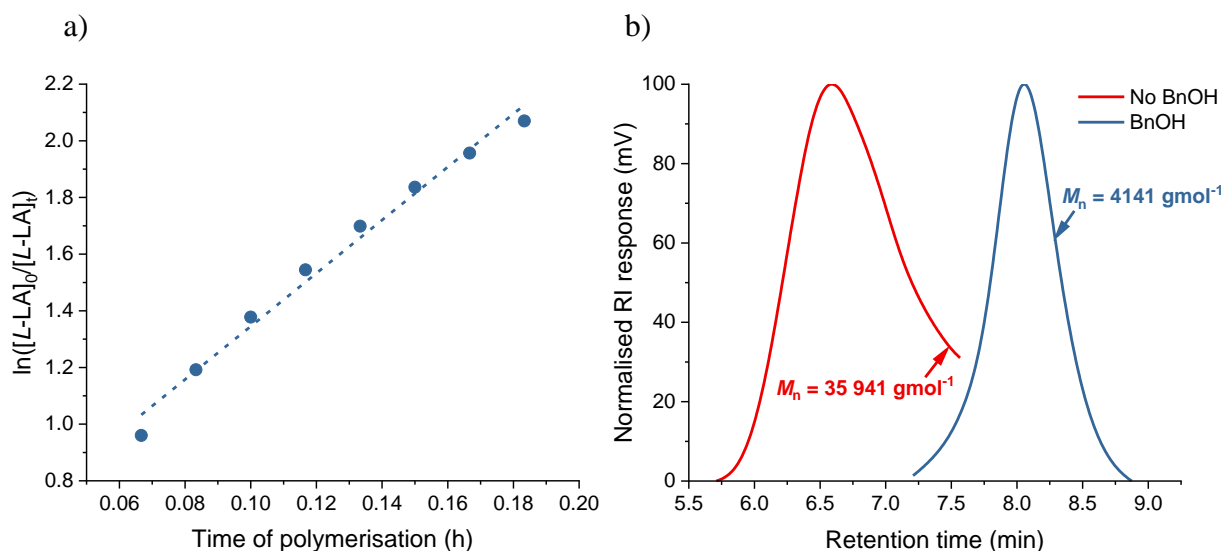 a)
ln([L-LA]₀/[L-LA]ₜ)
2.2
2.0
1.8
1.6
1.4
1.2
1.0
0.8
0.06 0.08 0.10 0.12 0.14 0.16 0.18 0.20
Time of polymerisation (h)
b)
Normalised RI response (mV)
100
80
60
40
20
0
No BnOH
BnOH
Mₙ = 4141 gmol⁻¹
Mₙ = 35 941 gmol⁻¹
5.5 6.0 6.5 7.0 7.5 8.0 8.5 9.0
Retention time (min)